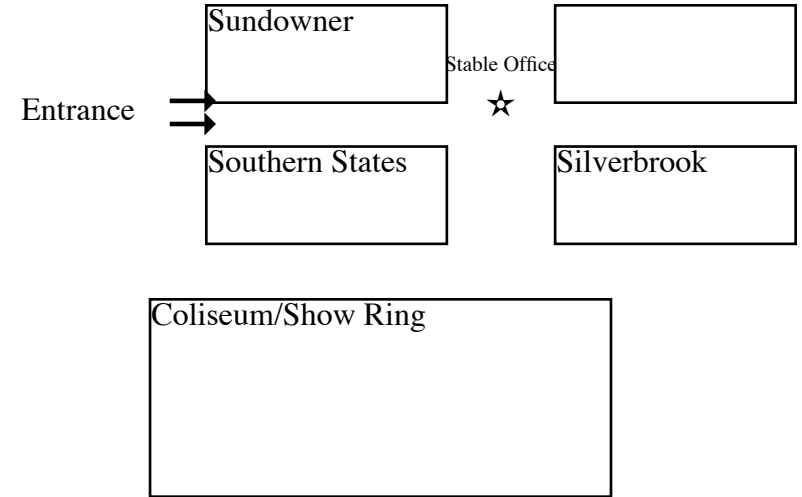 Sundowner
Stable Office
Entrance
Southern States
Silverbrook
Coliseum/Show Ring